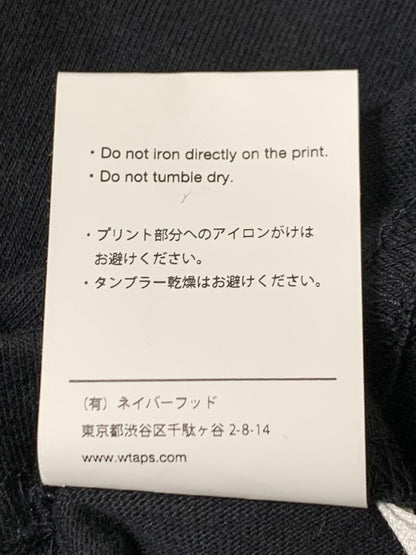 ・Do not iron directly on the print.
・Do not tumble dry.
・プリント部分へのアイロンがけは
お避けください。
・タンブラー乾燥はお避けください。
（有）ネイバーフッド
東京都渋谷区千駄ヶ谷 2-8-14
www.wtaps.com